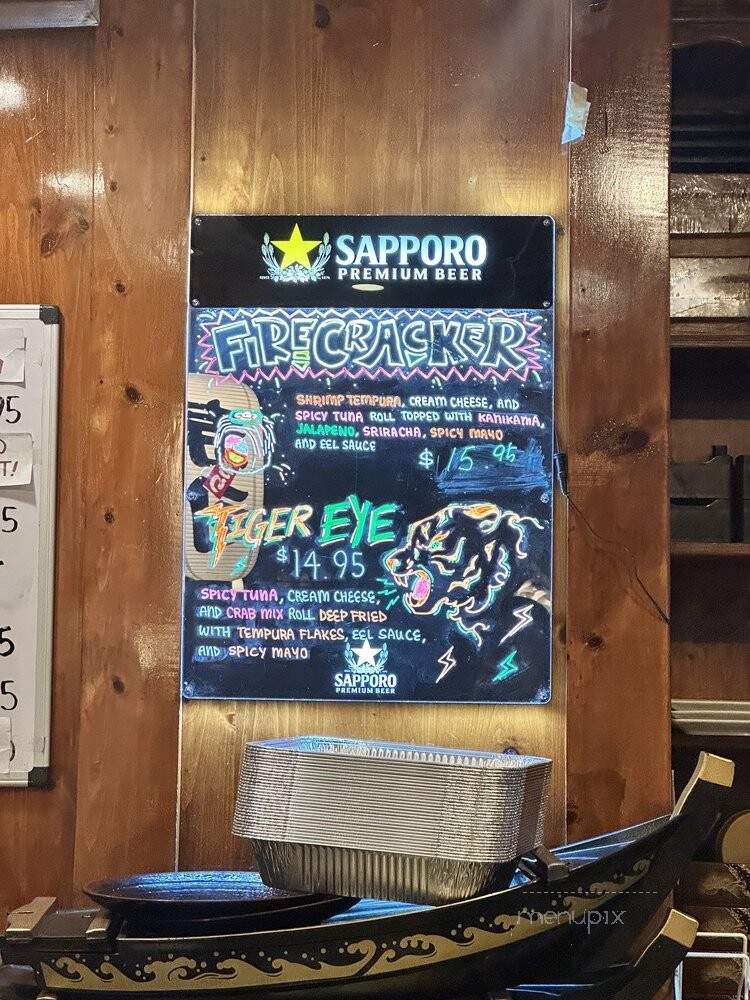 SAPPORO
PREMIUM BEER
FIRECRACKER
SHRIMP TEMPURA, CREAM CHEESE, AND
SPICY TUNA ROLL TOPPED WITH KANIKAMA,
JALAPENO, SRIRACHA, SPICY MAYO
AND EEL SAUCE
$15.95
TIGER EYE
$14.95
SPICY TUNA, CREAM CHEESE,
AND CRAB MIX ROLL DEEP FRIED
WITH TEMPURA FLAKES, EEL SAUCE,
AND SPICY MAYO
SAPPORO
PREMIUM BEER
menupix